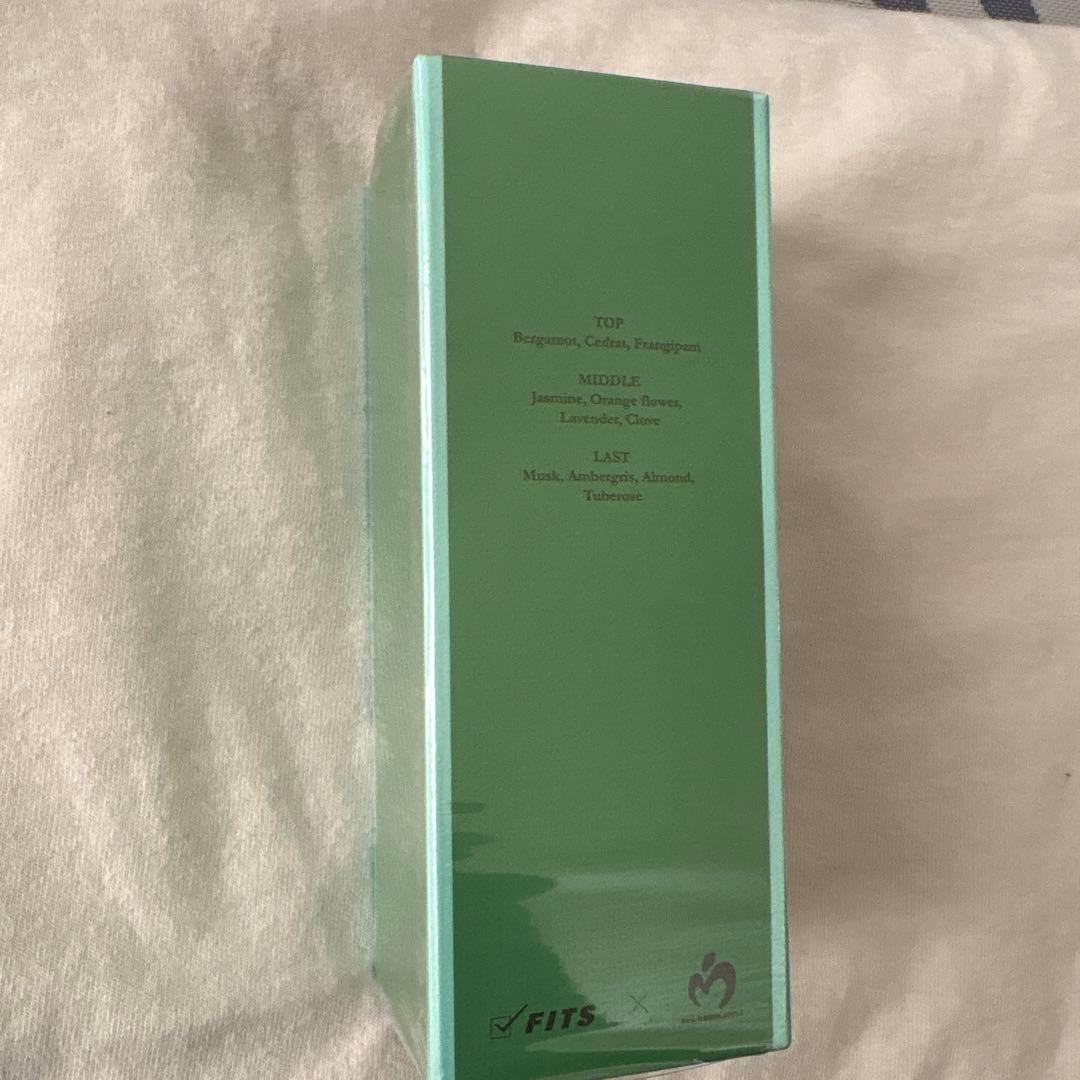 TOP
Bergamot, Cedrat, Frangipani
MIDDLE
Jasmine, Orange flower,
Lavender, Clove
LAST
Musk, Ambergris, Almond,
Tuberose
FITS ×